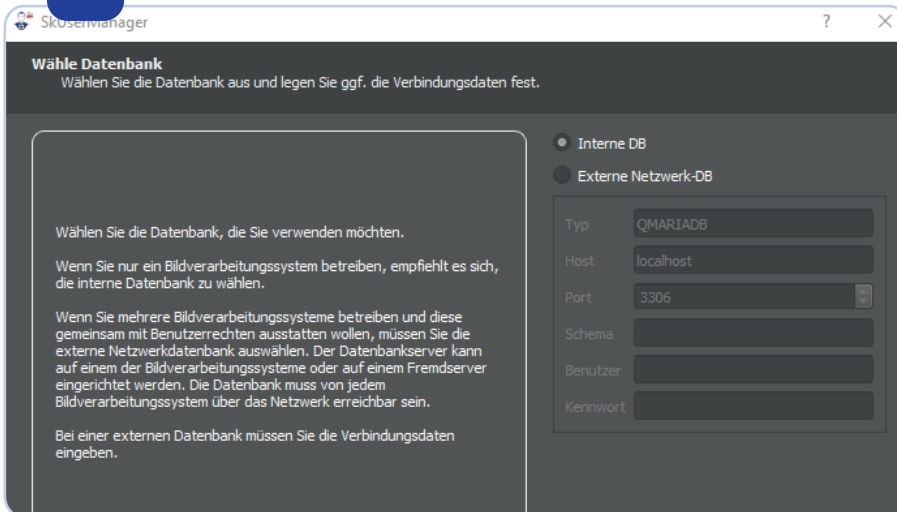 SkUserManager
?
Wähle Datenbank
Wählen Sie die Datenbank aus und legen Sie ggf. die Verbindungsdaten fest.
Wählen Sie die Datenbank, die Sie verwenden möchten.
Wenn Sie nur ein Bildverarbeitungssystem betreiben, empfiehlt es sich,
die interne Datenbank zu wählen.
Wenn Sie mehrere Bildverarbeitungssysteme betreiben und diese
gemeinsam mit Benutzerrechten ausstatten wollen, müssen Sie die
externe Netzwerkdatenbank auswählen. Der Datenbankserver kann
auf einem der Bildverarbeitungssysteme oder auf einem Fremdserver
eingerichtet werden. Die Datenbank muss von jedem
Bildverarbeitungssystem über das Netzwerk erreichbar sein.
Bei einer externen Datenbank müssen Sie die Verbindungsdaten
eingeben.
Interne DB
Externe Netzwerk-DB
Typ QMARIADB
Host localhost
Port 3306
Schema
Benutzer
Kennwort